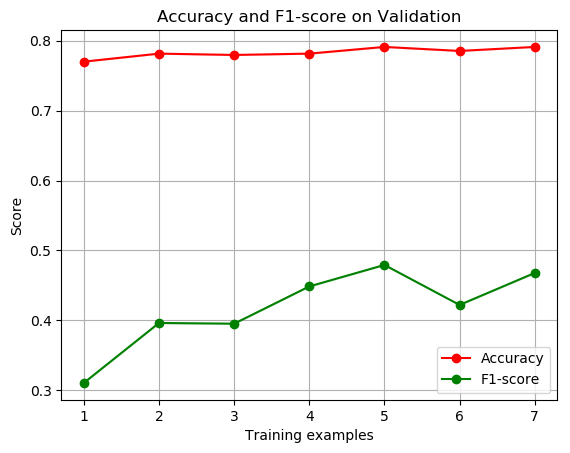 Accuracy and F1-score on Validation
Score
0.8
0.7
0.6
0.5
0.4
0.3
Accuracy
F1-score
1 2 3 4 5 6 7
Training examples